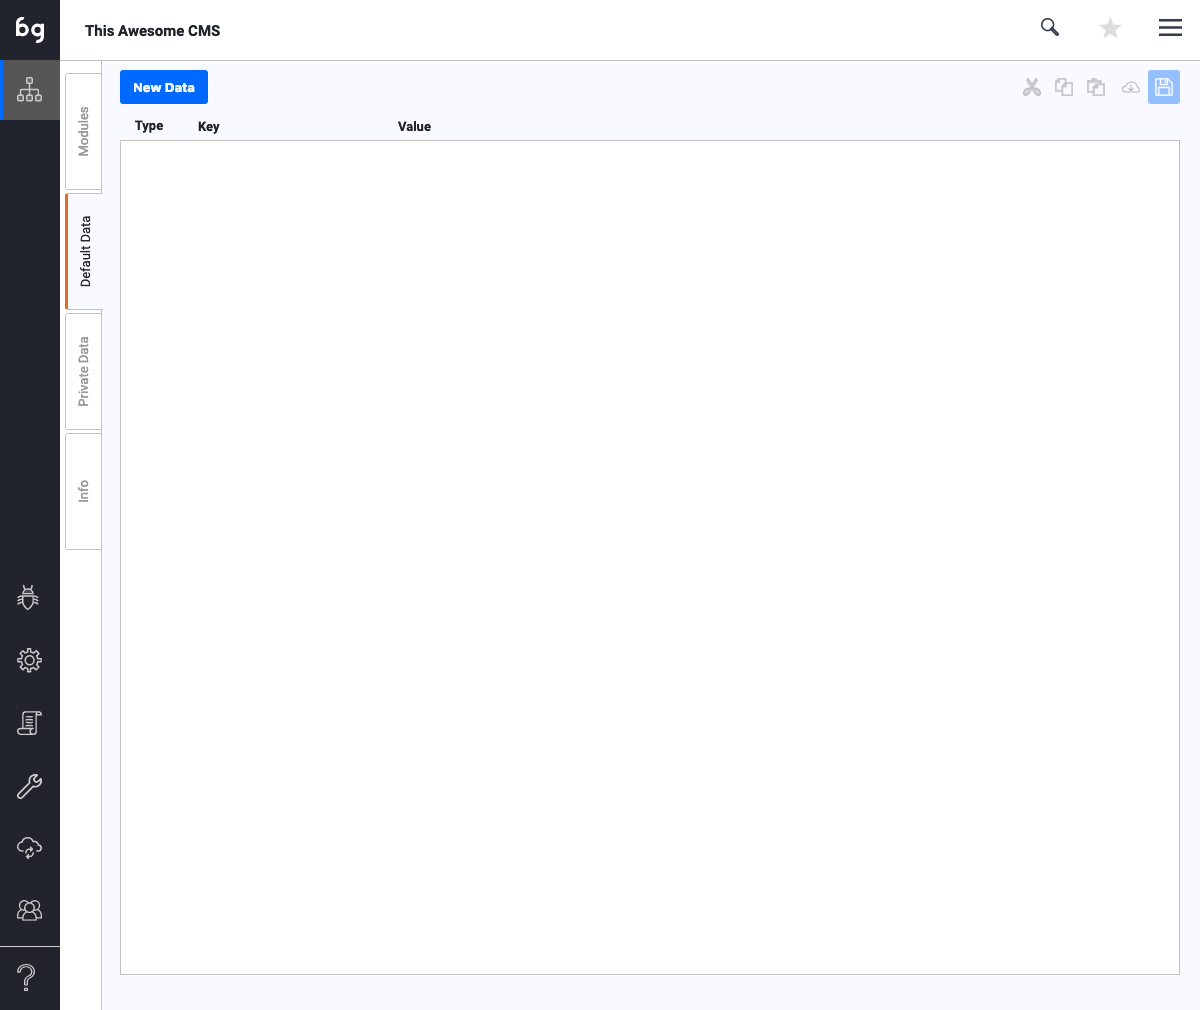 bg
This Awesome CMS
New Data
Type Key Value
Modules
Default Data
Private Data
Info